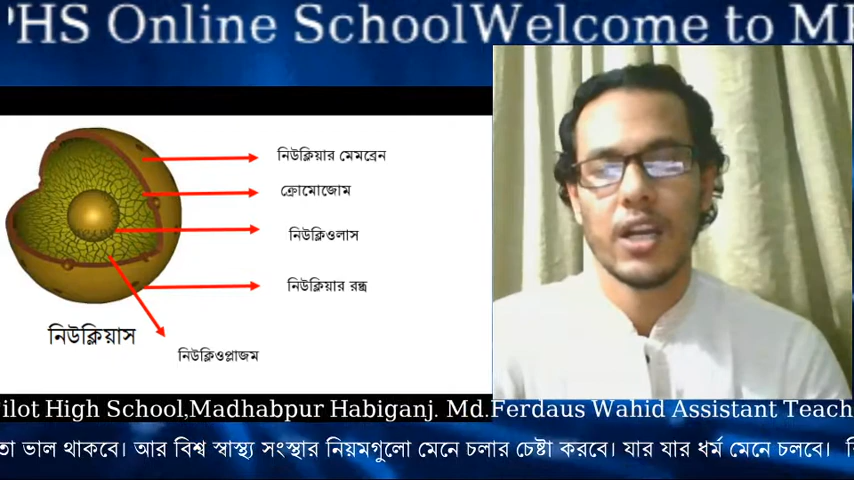 PHS Online SchoolWelcome to
নিউক্লিয়ার মেমব্রেন
ক্রোমোজোম
নিউক্লিওলাস
নিউক্লিয়ার রন্ধ্র
নিউক্লিয়াস
নিউক্লিওপ্লাজম
ilot High School,Madhabpur Habiganj. Md.Ferdaus Wahid Assistant Teach
তা ভাল থাকবে। আর বিশ্ব স্বাস্থ্য সংস্থার নিয়মগুলো মেনে চলার চেষ্টা করবে। যার যার ধর্ম মেনে চলবে।